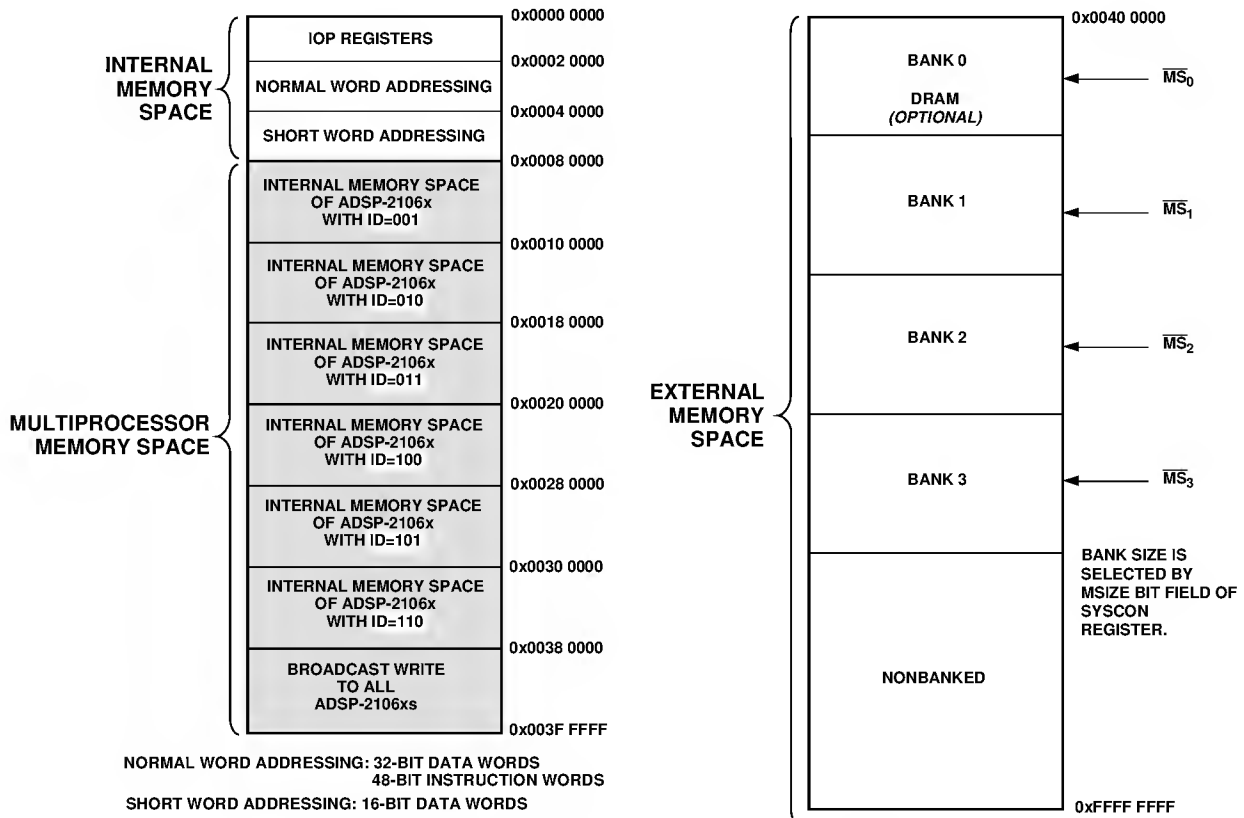 INTERNAL
MEMORY
SPACE
0x0000 0000
IOP REGISTERS
0x0002 0000
NORMAL WORD ADDRESSING
0x0004 0000
SHORT WORD ADDRESSING
0x0008 0000
MULTIPROCESSOR
MEMORY SPACE
INTERNAL MEMORY SPACE
OF ADSP-2106x
WITH ID=001
0x0010 0000
INTERNAL MEMORY SPACE
OF ADSP-2106x
WITH ID=010
0x0018 0000
INTERNAL MEMORY SPACE
OF ADSP-2106x
WITH ID=011
0x0020 0000
INTERNAL MEMORY SPACE
OF ADSP-2106x
WITH ID=100
0x0028 0000
INTERNAL MEMORY SPACE
OF ADSP-2106x
WITH ID=101
0x0030 0000
INTERNAL MEMORY SPACE
OF ADSP-2106x
WITH ID=110
0x0038 0000
BROADCAST WRITE
TO ALL
ADSP-2106xs
0x003F FFFF
NORMAL WORD ADDRESSING: 32-BIT DATA WORDS
48-BIT INSTRUCTION WORDS
SHORT WORD ADDRESSING: 16-BIT DATA WORDS
EXTERNAL
MEMORY
SPACE
0x0040 0000
BANK 0
DRAM
(OPTIONAL)
MS0
BANK 1
MS1
BANK 2
MS2
BANK 3
MS3
BANK SIZE IS
SELECTED BY
MSIZE BIT FIELD OF
SYSCON
REGISTER.
NONBANKED
0xFFFF FFFF